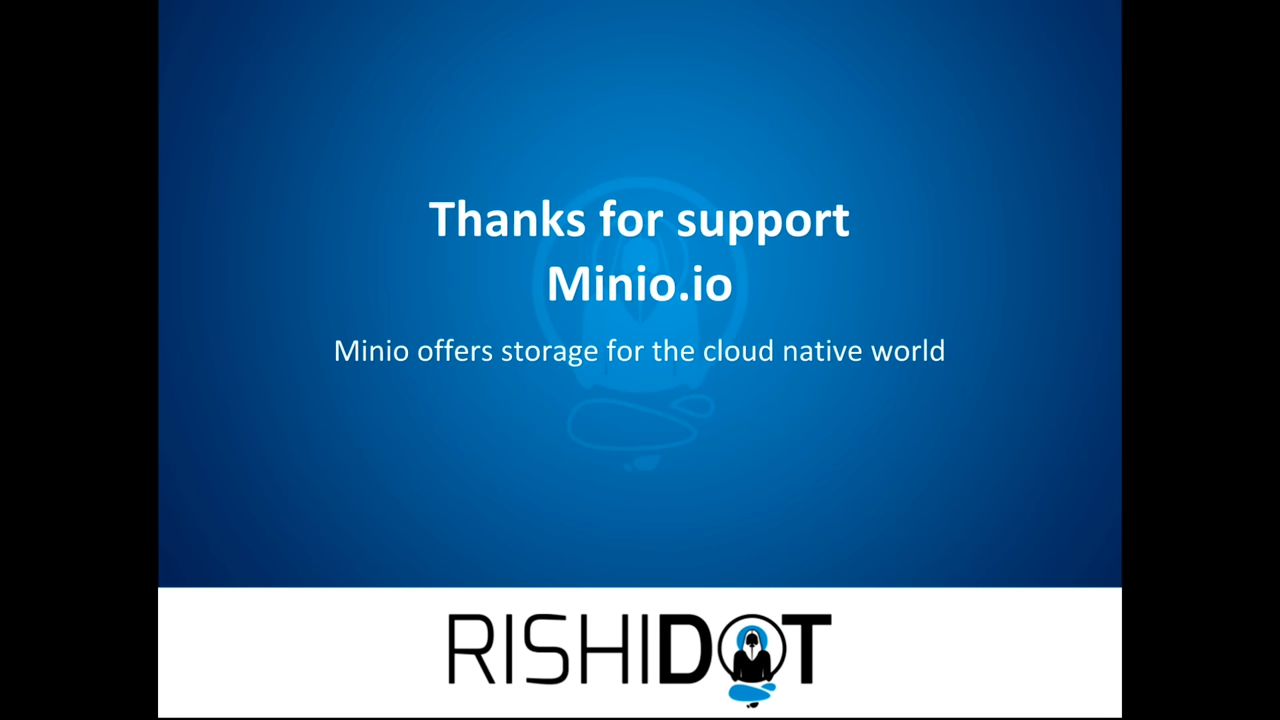 Thanks for support
Minio.io
Minio offers storage for the cloud native world
RISHIDOT